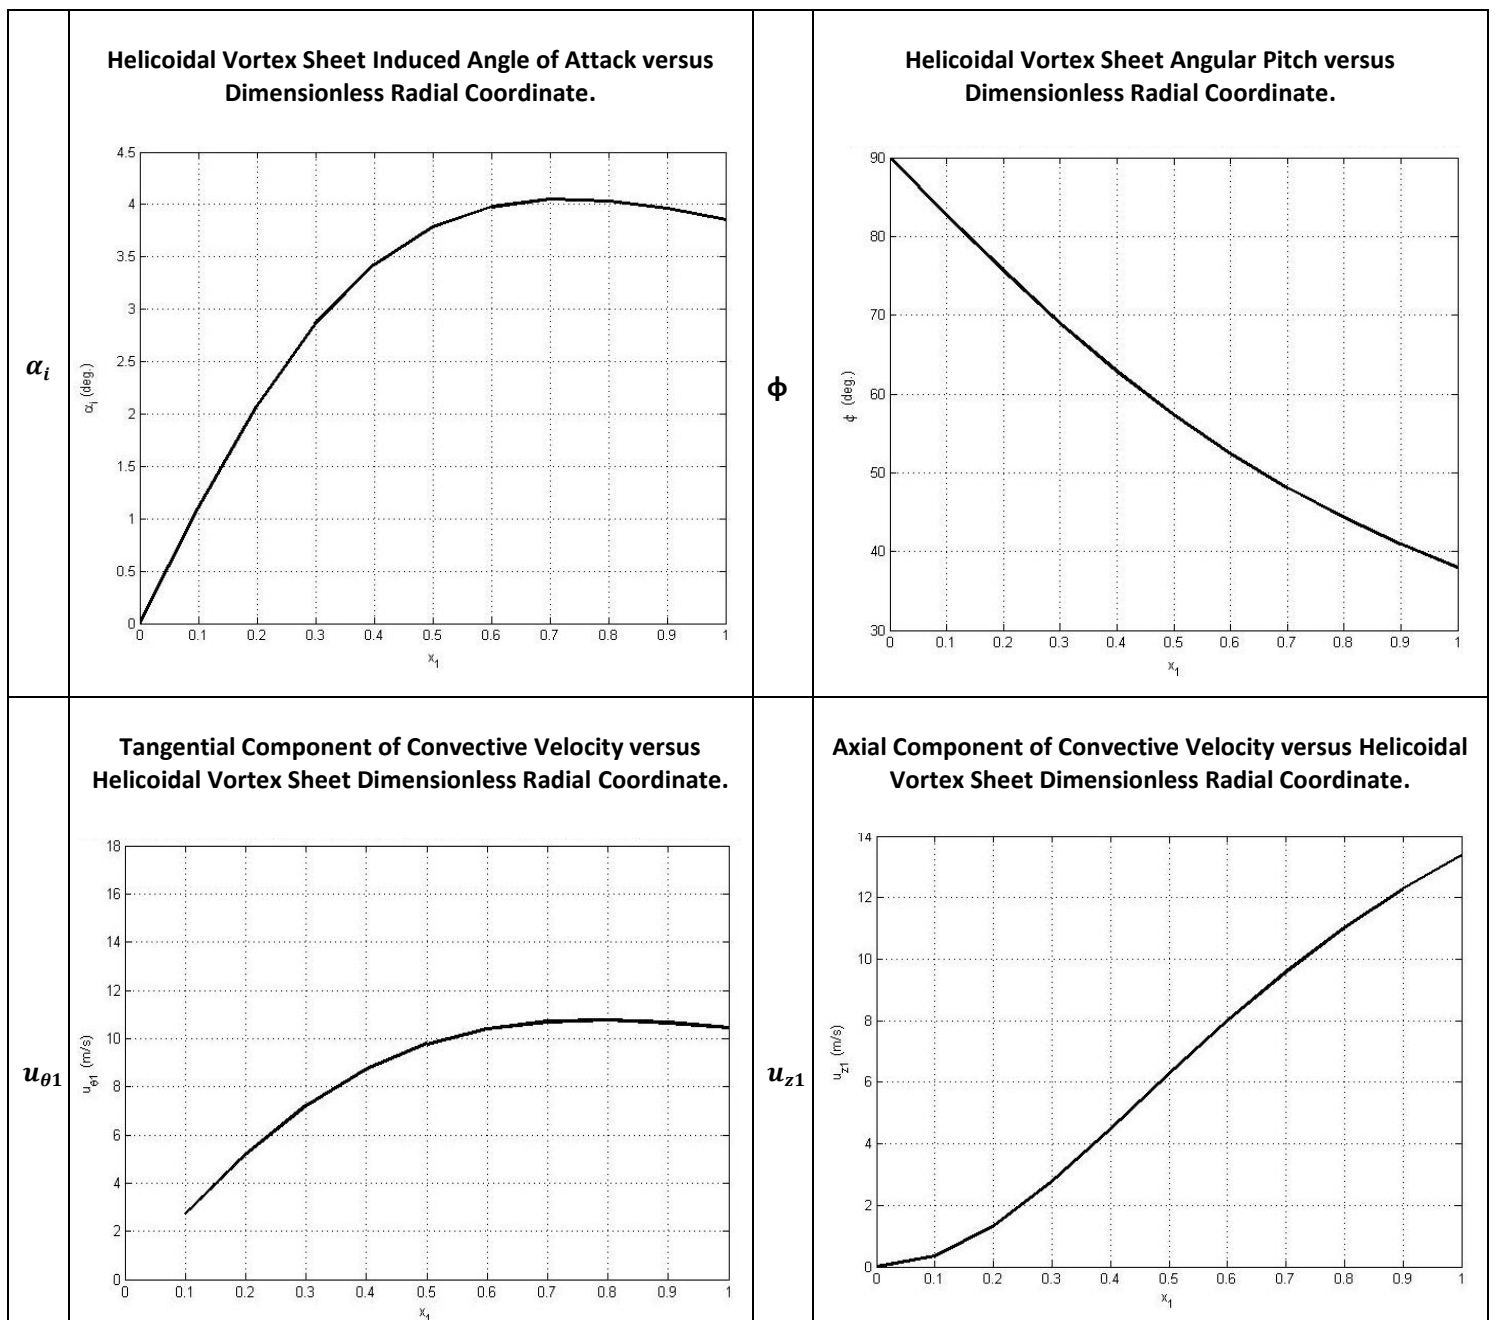 Helicoidal Vortex Sheet Induced Angle of Attack versus
Dimensionless Radial Coordinate.
4.5
4
3.5
3
2.5
2
1.5
1
0.5
0
0 0.1 0.2 0.3 0.4 0.5 0.6 0.7 0.8 0.9 1
αᵢ (deg.)
x₁
αᵢ
Helicoidal Vortex Sheet Angular Pitch versus
Dimensionless Radial Coordinate.
90
80
70
60
50
40
30
0 0.1 0.2 0.3 0.4 0.5 0.6 0.7 0.8 0.9 1
ϕ (deg.)
x₁
ϕ
Tangential Component of Convective Velocity versus
Helicoidal Vortex Sheet Dimensionless Radial Coordinate.
18
16
14
12
10
8
6
4
2
0
0 0.1 0.2 0.3 0.4 0.5 0.6 0.7 0.8 0.9 1
u_θ1 (m/s)
x₁
u_θ1
Axial Component of Convective Velocity versus Helicoidal
Vortex Sheet Dimensionless Radial Coordinate.
14
12
10
8
6
4
2
0
0 0.1 0.2 0.3 0.4 0.5 0.6 0.7 0.8 0.9 1
u_z1 (m/s)
x₁
u_z1